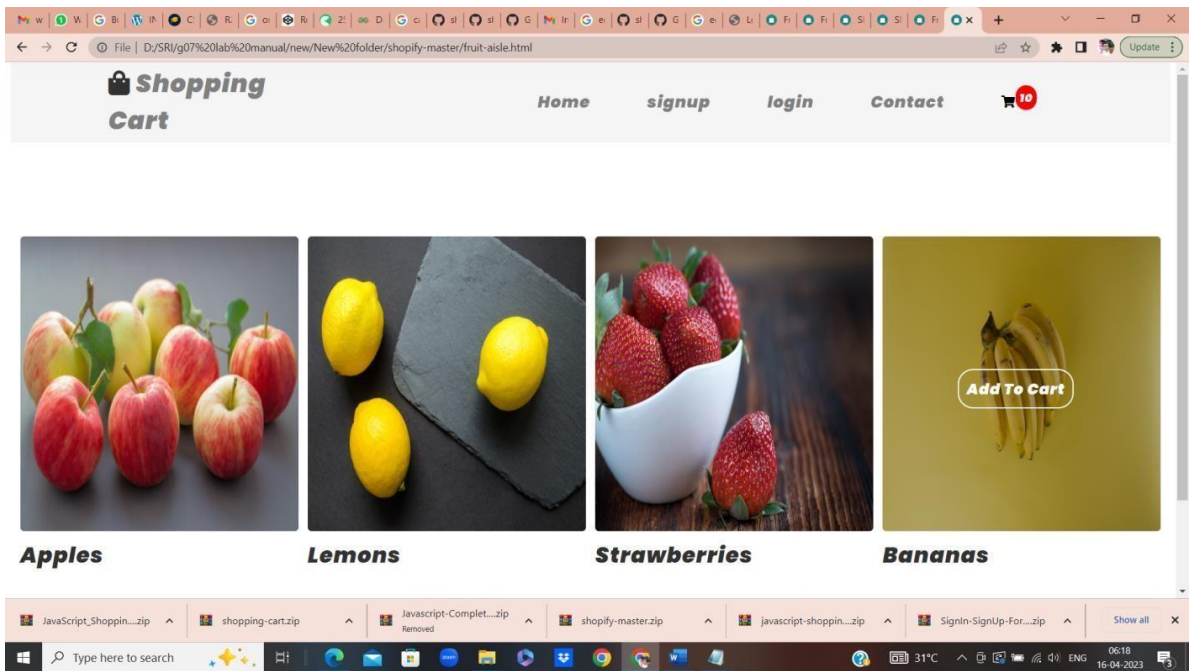 File | D:/SRI/g07%20lab%20manual/new/New%20folder/shopify-master/fruit-aisle.html
Update
Shopping
Cart
Home signup login Contact 10
Add To Cart
Apples Lemons Strawberries Bananas
JavaScript_Shoppin....zip shopping-cart.zip Javascript-Complet....zip shopify-master.zip javascript-shoppin....zip SignIn-SignUp-For....zip Show all
Removed
Type here to search 31°C ENG 06:18
16-04-2023